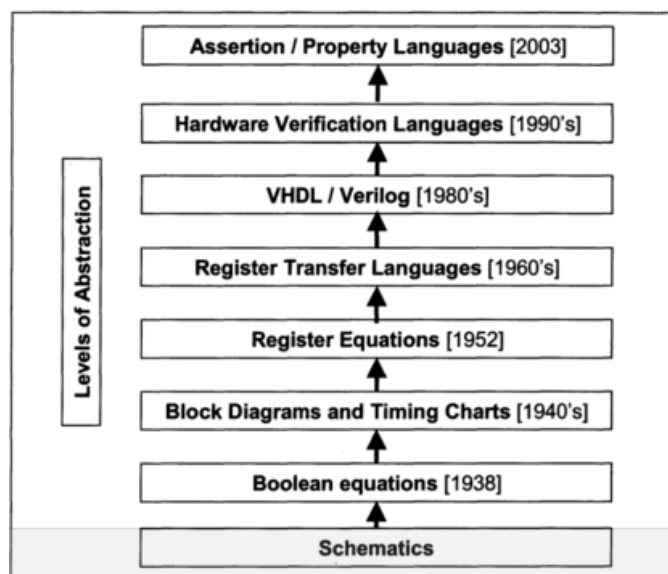 Assertion / Property Languages [2003]
Hardware Verification Languages [1990's]
VHDL / Verilog [1980's]
Register Transfer Languages [1960's]
Register Equations [1952]
Block Diagrams and Timing Charts [1940's]
Boolean equations [1938]
Schematics
Levels of Abstraction